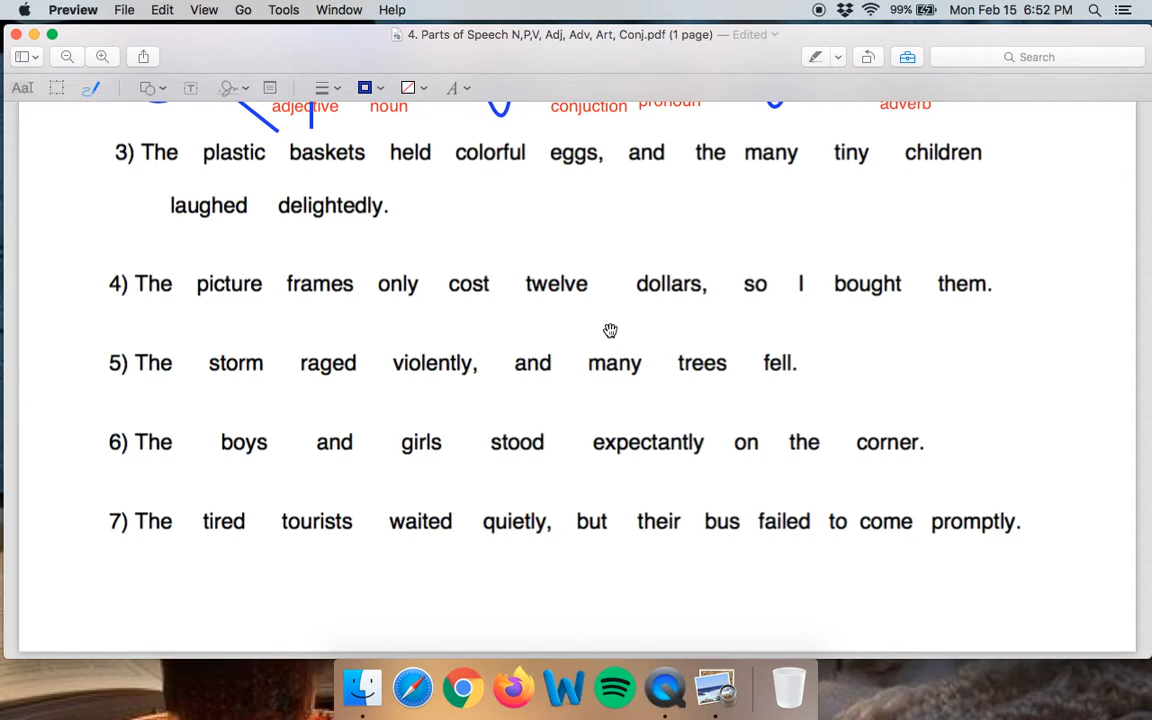 Preview File Edit View Go Tools Window Help 99% Mon Feb 15 6:52 PM
4. Parts of Speech N,P,V, Adj, Adv, Art, Conj.pdf (1 page) — Edited
Search
AaI T A
adjective noun conjuction pronoun adverb
3) The plastic baskets held colorful eggs, and the many tiny children
laughed delightedly.
4) The picture frames only cost twelve dollars, so I bought them.
5) The storm raged violently, and many trees fell.
6) The boys and girls stood expectantly on the corner.
7) The tired tourists waited quietly, but their bus failed to come promptly.